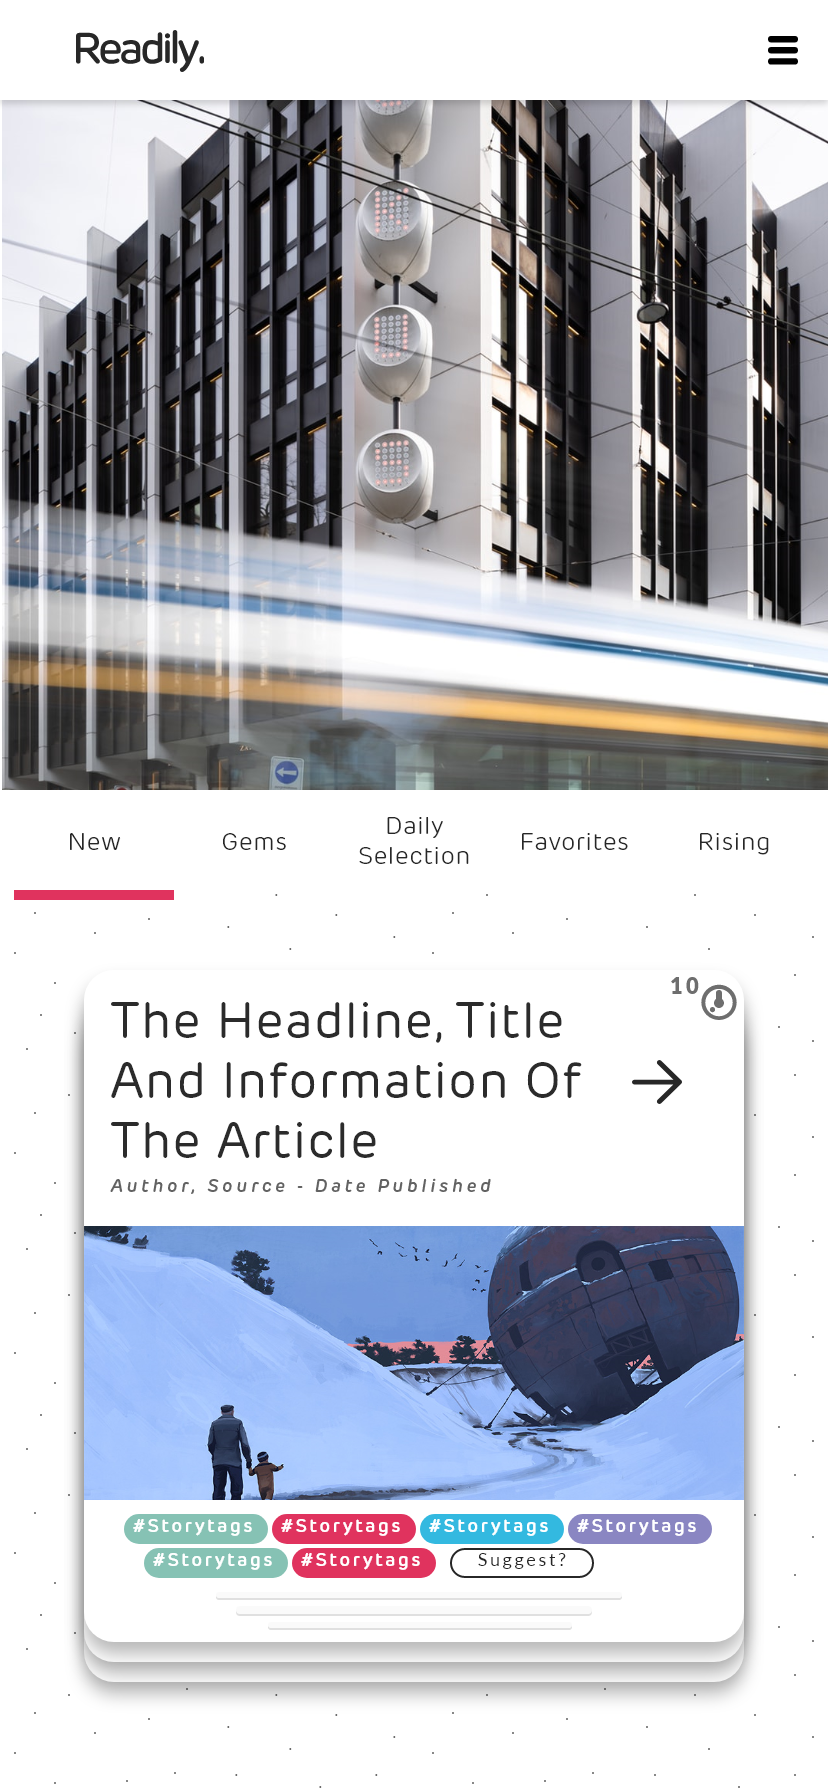 Readily.
New
Gems
Daily
Selection
Favorites
Rising
10
The Headline, Title
And Information Of
The Article
Author, Source - Date Published
#Storytags #Storytags #Storytags #Storytags
#Storytags #Storytags Suggest?